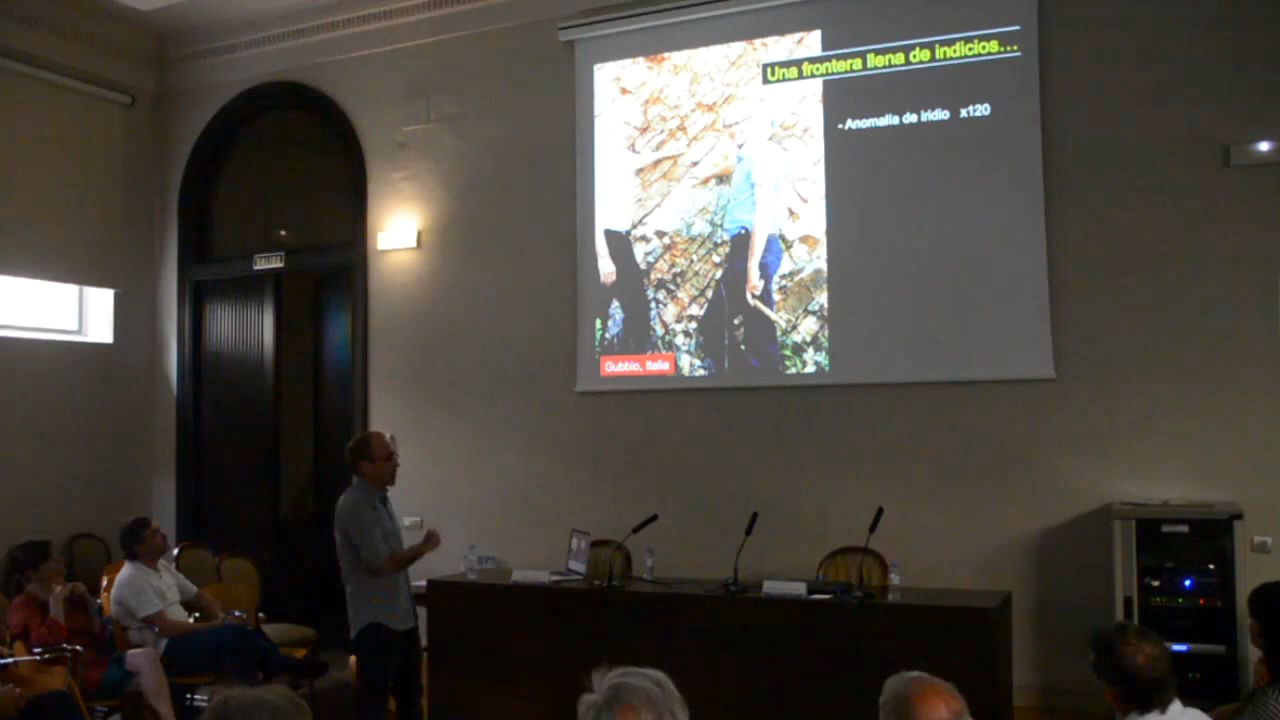 Una frontera llena de indicios...
- Anomalía de iridio x120
Gubbio, Italia
SALIDA